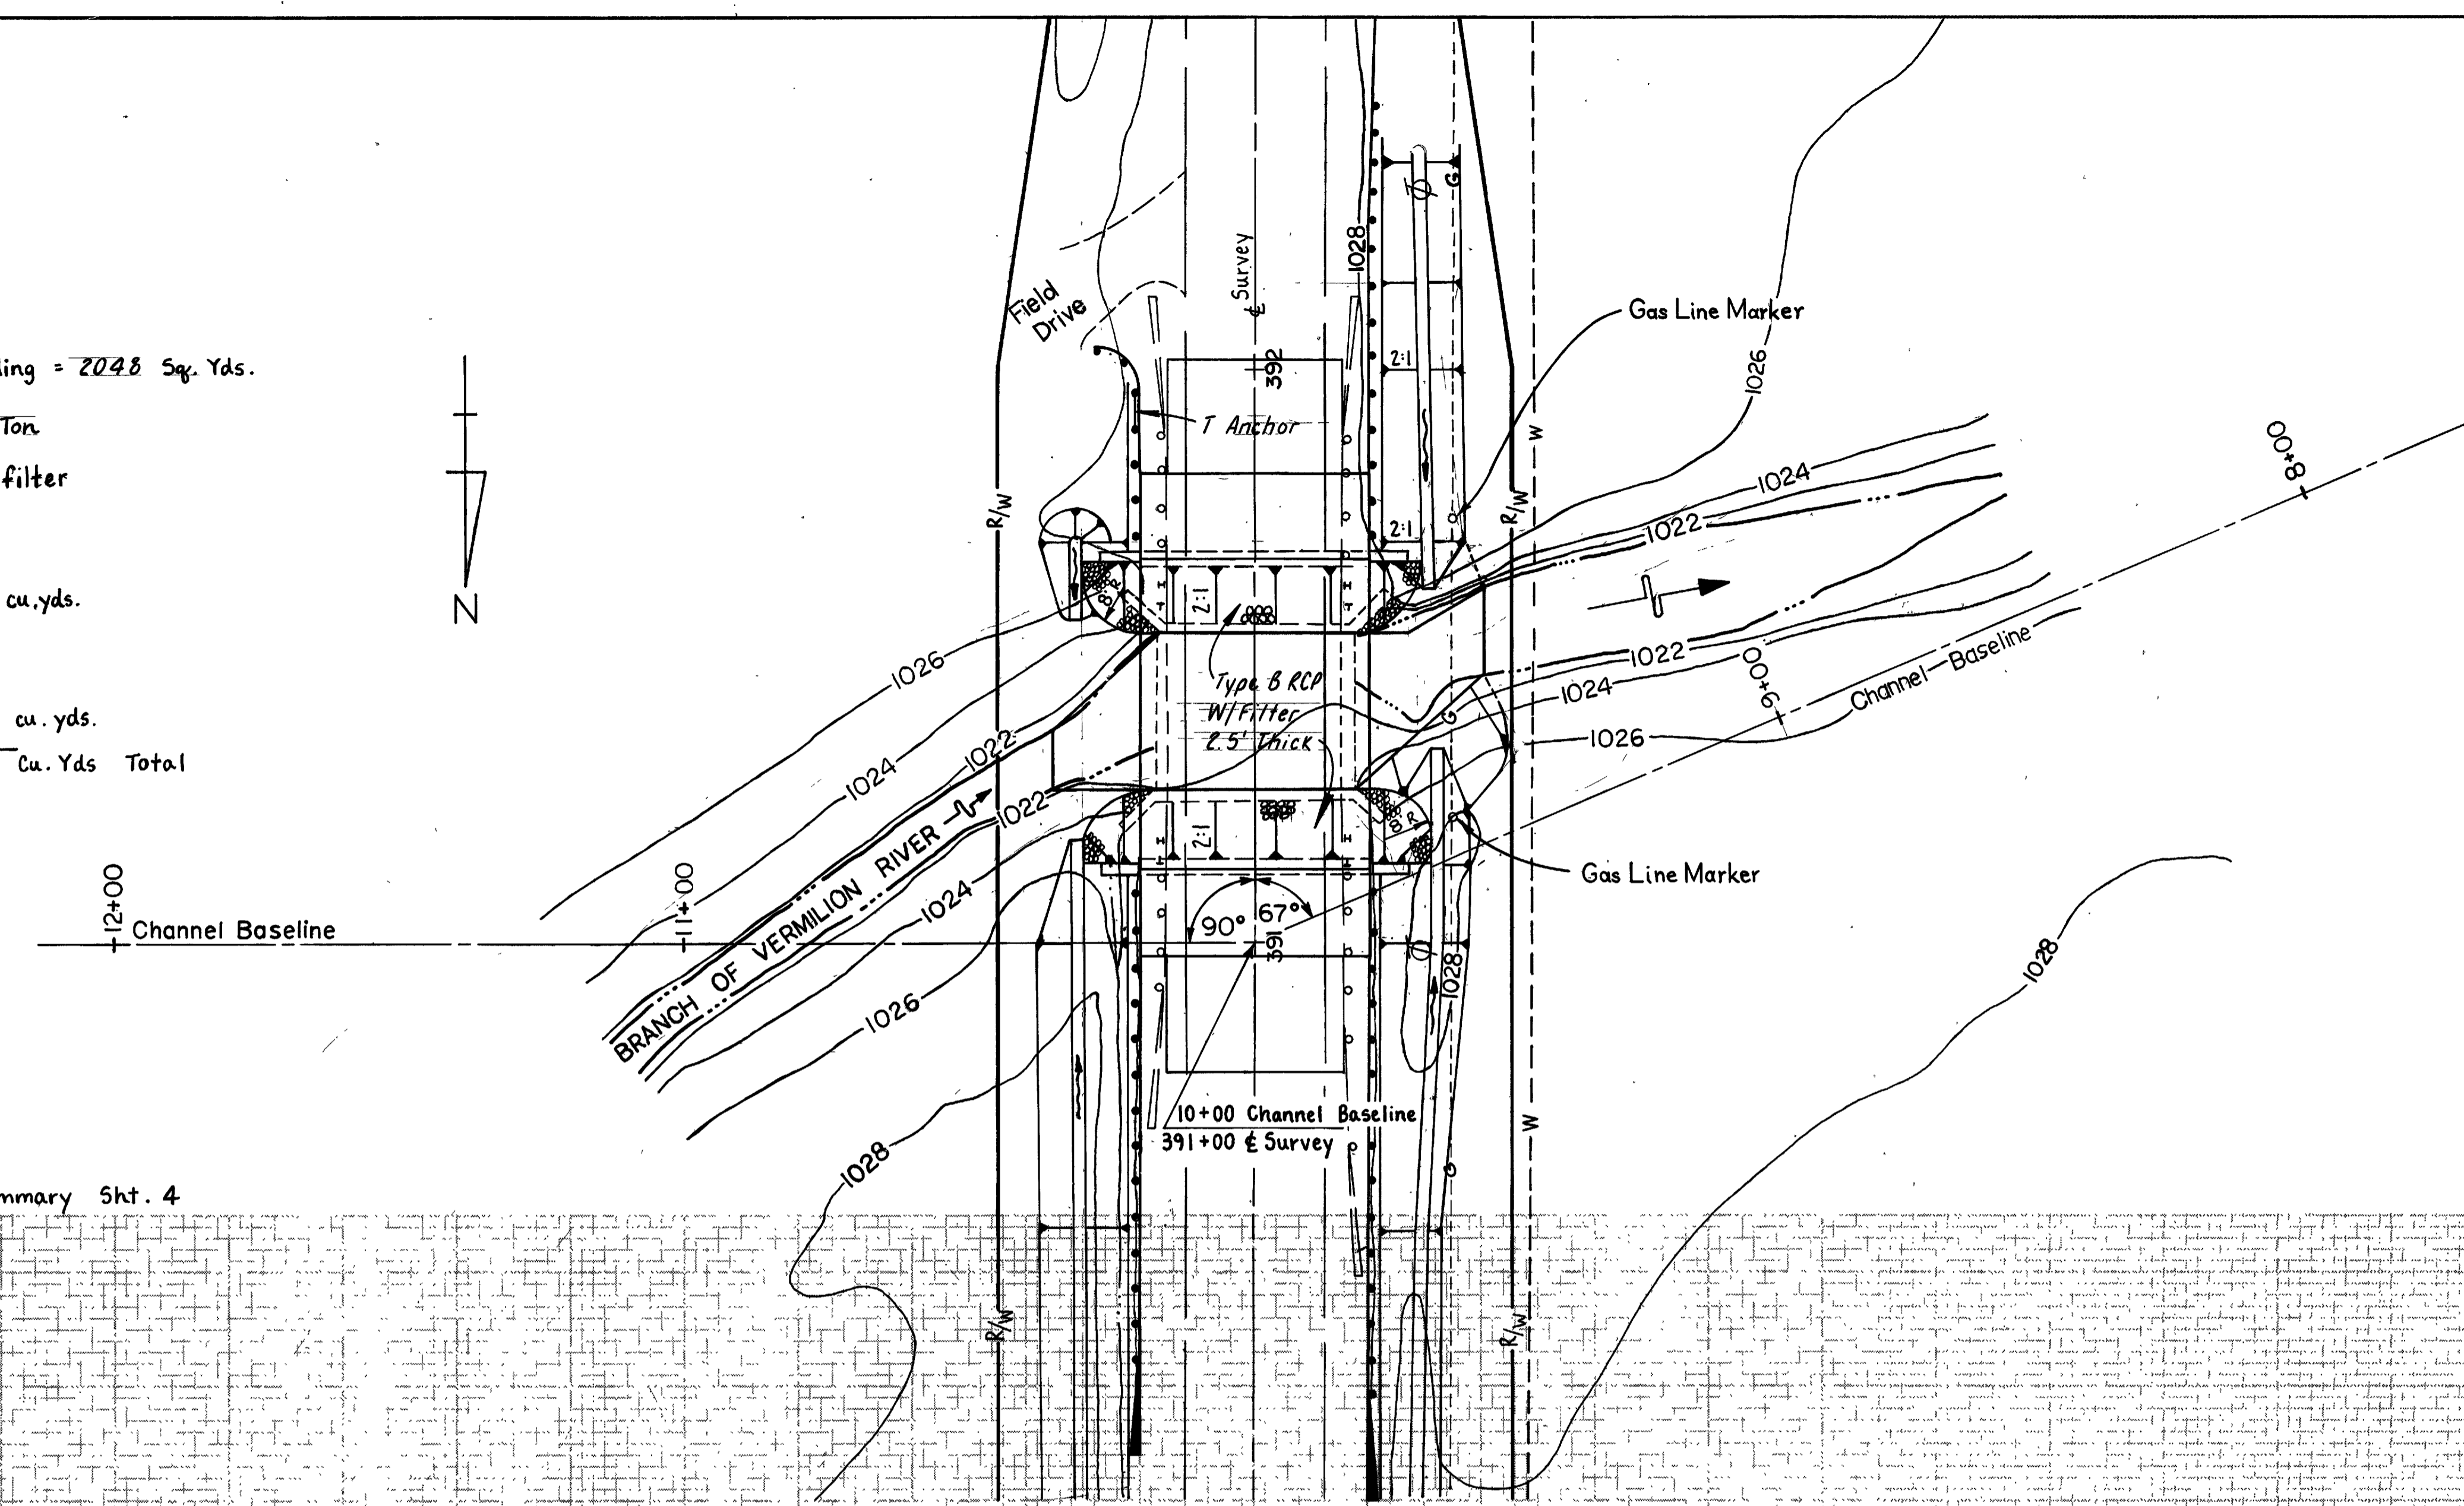 ling = 2048 Sq. Yds.
Ton
filter
cu.yds.
cu. yds.
Cu. Yds Total
mmary Sht. 4
N
Field
Drive
℄ Survey
1028
G
392
2:1
Gas Line Marker
1026
T Anchor
W
R/W
R/W
2:1
1024
1022
8+00
8' R
2:1
1026
Type B RCP
W/Filter
2.5' Thick
1022
1024
9+00
Channel Baseline
G
1026
1022
1024
1022
BRANCH OF VERMILION RIVER
2:1
8' R
Gas Line Marker
12+00
Channel Baseline
11+00
1024
1026
90°
67°
391
1028
1028
10+00 Channel Baseline
391+00 ℄ Survey
W
G
1028
R/W
R/W